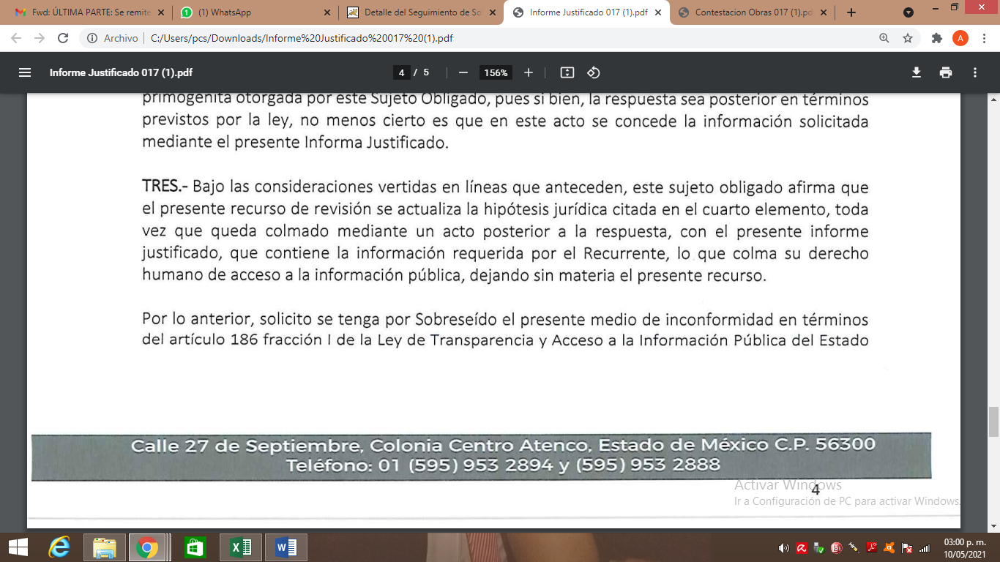 Fwd: ÚLTIMA PARTE: Se remite
(1) WhatsApp
Detalle del Seguimiento de So
Informe Justificado 017 (1).pdf
Contestacion Obras 017 (1).pd
Archivo
C:/Users/pcs/Downloads/Informe%20Justificado%20017%20(1).pdf
A
Informe Justificado 017 (1).pdf
4 / 5
156%
primogenita otorgada por este Sujeto Obligado, pues si bien, la respuesta sea posterior en términos
previstos por la ley, no menos cierto es que en este acto se concede la información solicitada
mediante el presente Informa Justificado.
TRES.- Bajo las consideraciones vertidas en líneas que anteceden, este sujeto obligado afirma que
el presente recurso de revisión se actualiza la hipótesis jurídica citada en el cuarto elemento, toda
vez que queda colmado mediante un acto posterior a la respuesta, con el presente informe
justificado, que contiene la información requerida por el Recurrente, lo que colma su derecho
humano de acceso a la información pública, dejando sin materia el presente recurso.
Por lo anterior, solicito se tenga por Sobreseído el presente medio de inconformidad en términos
del artículo 186 fracción I de la Ley de Transparencia y Acceso a la Información Pública del Estado
Calle 27 de Septiembre, Colonia Centro Atenco, Estado de México C.P. 56300
Teléfono: 01 (595) 953 2894 y (595) 953 2888
Activar Windows
4
Ir a Configuración de PC para activar Windows.
03:00 p. m.
10/05/2021